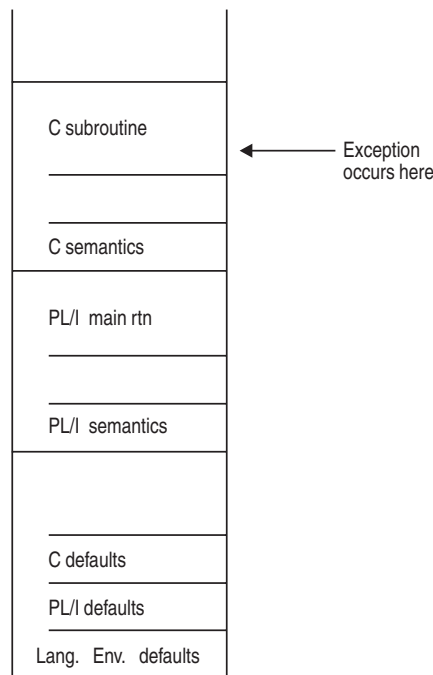 C subroutine
Exception
occurs here
C semantics
PL/I main rtn
PL/I semantics
C defaults
PL/I defaults
Lang. Env. defaults